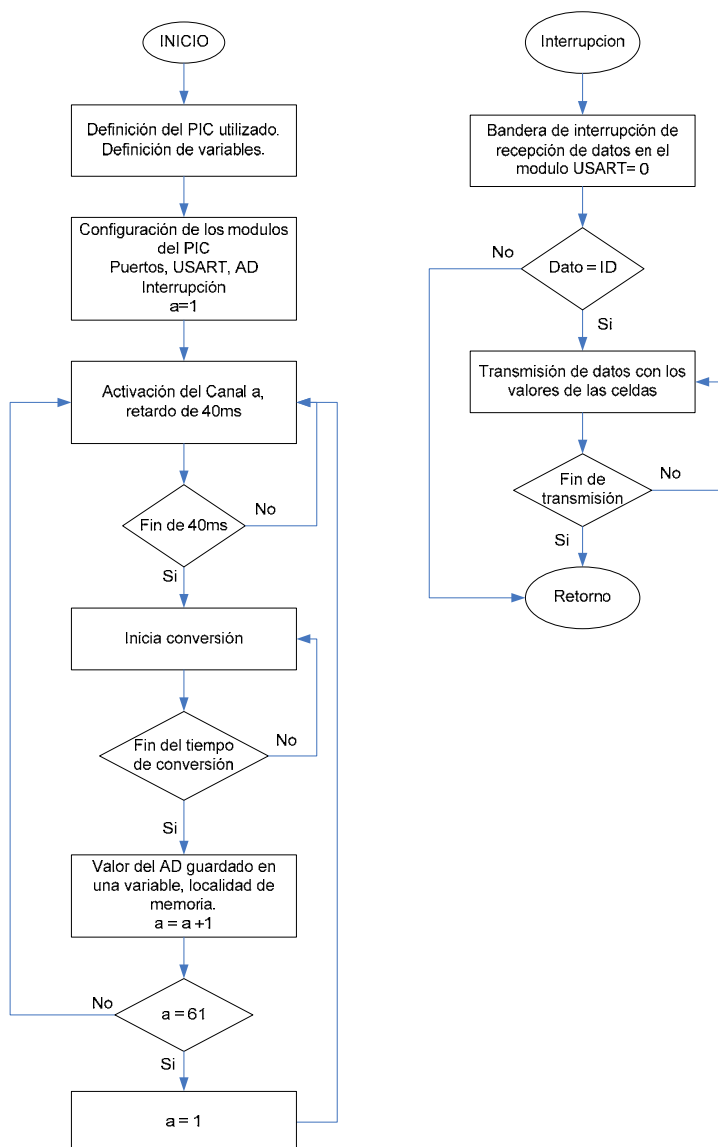 INICIO
Definición del PIC utilizado.
Definición de variables.
Configuración de los modulos
del PIC
Puertos, USART, AD
Interrupción
a=1
Activación del Canal a,
retardo de 40ms
Fin de 40ms
No
Si
Inicia conversión
Fin del tiempo
de conversión
No
Si
Valor del AD guardado en
una variable, localidad de
memoria.
a = a +1
No
a = 61
Si
a = 1
Interrupcion
Bandera de interrupción de
recepción de datos en el
modulo USART= 0
No
Dato = ID
Si
Transmisión de datos con los
valores de las celdas
Fin de
transmisión
No
Si
Retorno